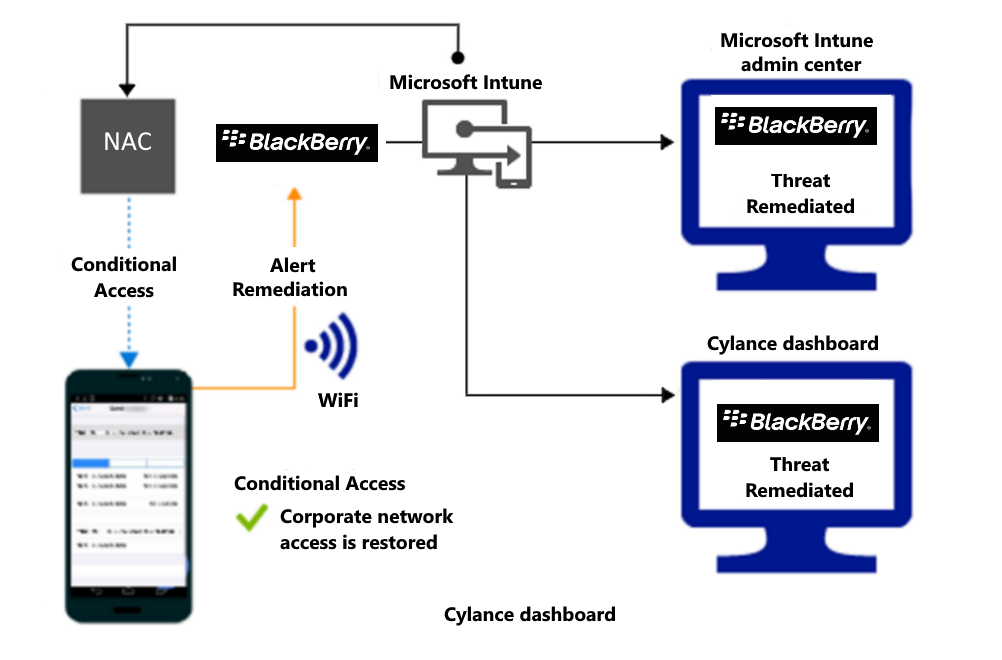 Microsoft Intune
Microsoft Intune
admin center
NAC
BlackBerry
BlackBerry
Threat
Remediated
Conditional
Access
Alert
Remediation
WiFi
Cylance dashboard
BlackBerry
Threat
Remediated
Conditional Access
Corporate network
access is restored
Cylance dashboard